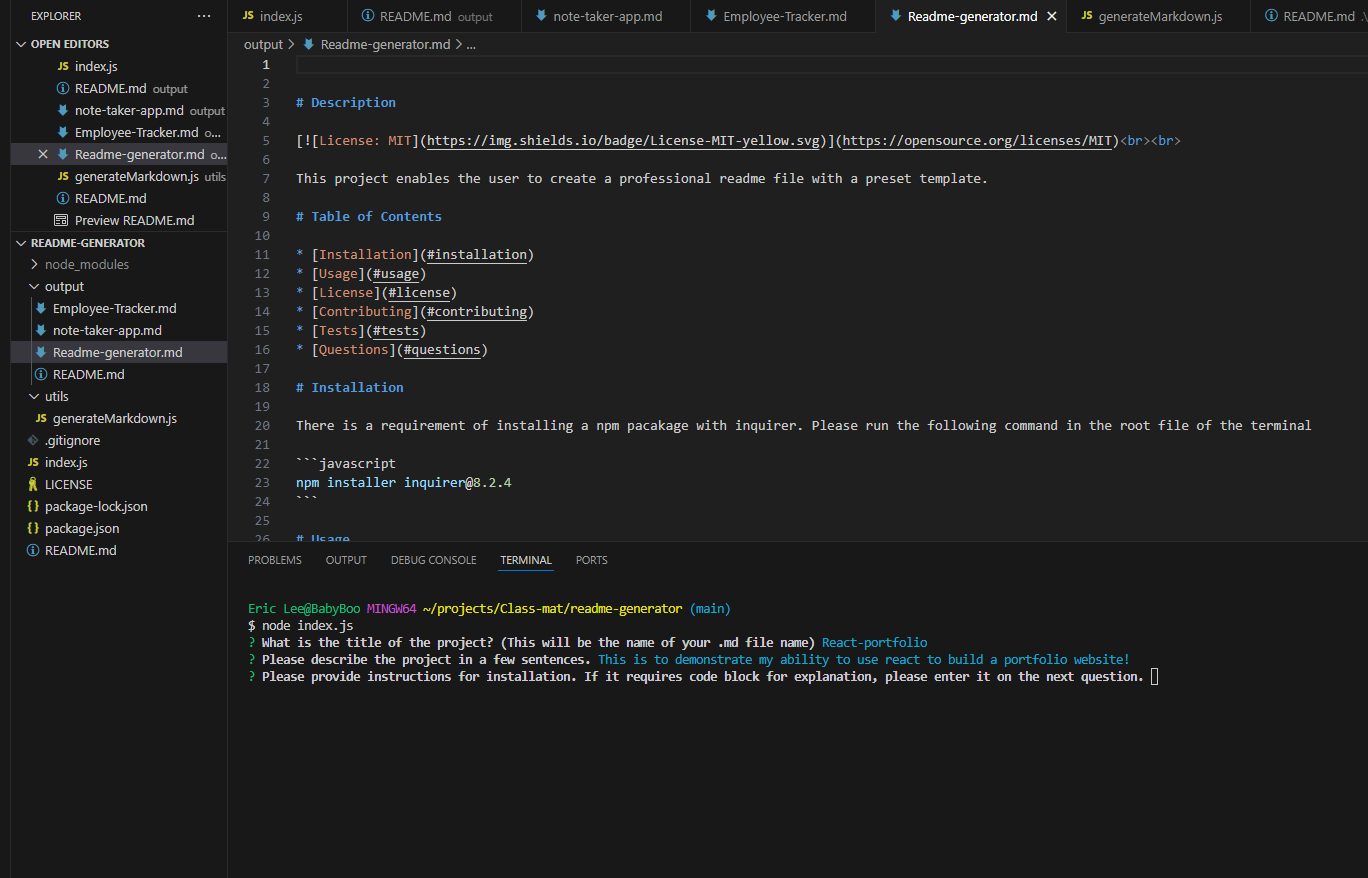 EXPLORER ···
OPEN EDITORS
JS index.js
README.md output
note-taker-app.md output
Employee-Tracker.md o...
Readme-generator.md o...
JS generateMarkdown.js utils
README.md
Preview README.md
README-GENERATOR
node_modules
output
Employee-Tracker.md
note-taker-app.md
Readme-generator.md
README.md
utils
JS generateMarkdown.js
.gitignore
JS index.js
LICENSE
{} package-lock.json
{} package.json
README.md
JS index.js README.md output note-taker-app.md Employee-Tracker.md Readme-generator.md JS generateMarkdown.js README.md
output > Readme-generator.md > ...
1
2
3 # Description
4
5 [![License: MIT](https://img.shields.io/badge/License-MIT-yellow.svg)](https://opensource.org/licenses/MIT)<br><br>
6
7 This project enables the user to create a professional readme file with a preset template.
8
9 # Table of Contents
10
11 * [Installation](#installation)
12 * [Usage](#usage)
13 * [License](#license)
14 * [Contributing](#contributing)
15 * [Tests](#tests)
16 * [Questions](#questions)
17
18 # Installation
19
20 There is a requirement of installing a npm pacakage with inquirer. Please run the following command in the root file of the terminal
21
22 ```javascript
23 npm installer inquirer@8.2.4
24 ```
25
26 # Usage
PROBLEMS OUTPUT DEBUG CONSOLE TERMINAL PORTS
Eric Lee@BabyBoo MINGW64 ~/projects/Class-mat/readme-generator (main)
$ node index.js
? What is the title of the project? (This will be the name of your .md file name) React-portfolio
? Please describe the project in a few sentences. This is to demonstrate my ability to use react to build a portfolio website!
? Please provide instructions for installation. If it requires code block for explanation, please enter it on the next question.